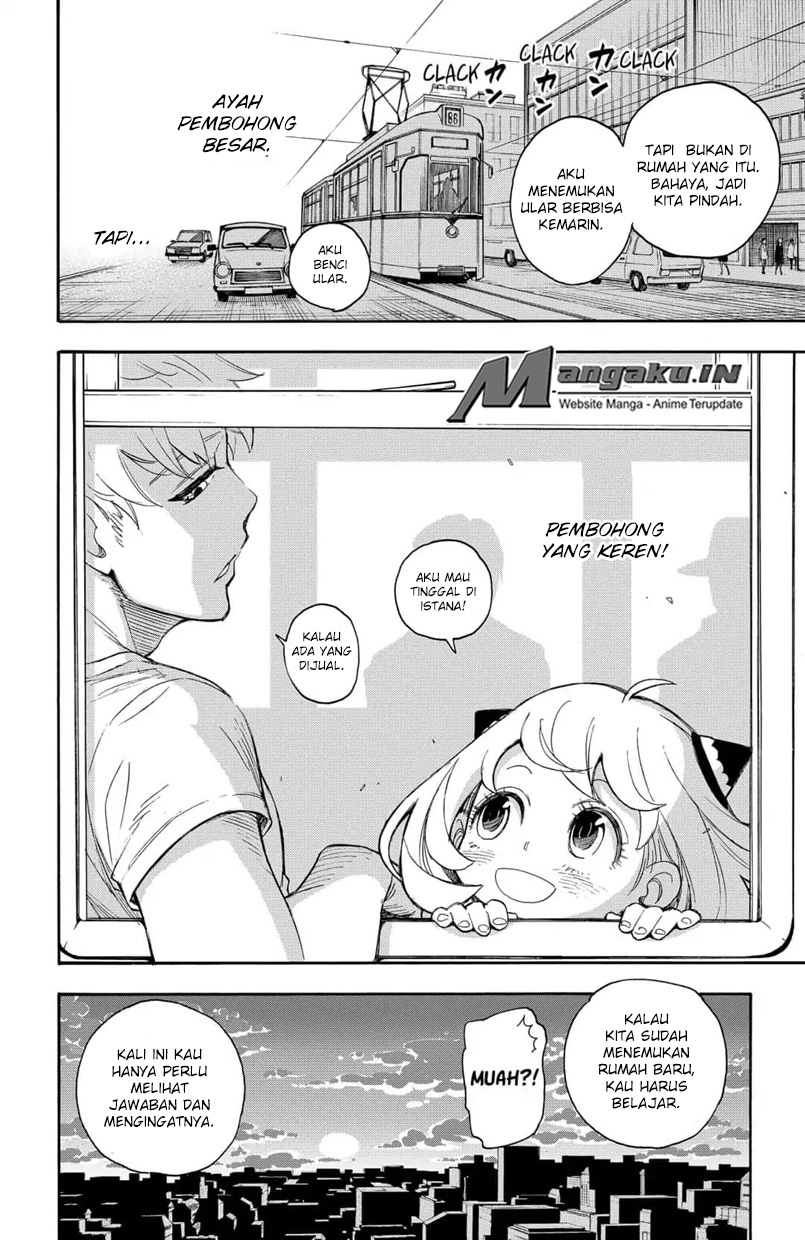 CLACK
カン
CLACK
カン
CLACK
カン
86
TAPI BUKAN DI
RUMAH YANG ITU.
BAHAYA, JADI
KITA PINDAH.
AKU
MENEMUKAN
ULAR BERBISA
KEMARIN.
AKU
BENCI
ULAR.
AYAH
PEMBOHONG
BESAR.
TAPI...
Mangaku.IN
Website Manga - Anime Terupdate
PEMBOHONG
YANG KEREN!
AKU MAU
TINGGAL DI
ISTANA!
KALAU
ADA YANG
DIJUAL.
KALAU
KITA SUDAH
MENEMUKAN
RUMAH BARU,
KAU HARUS
BELAJAR.
MUAH?!
KALI INI KAU
HANYA PERLU
MELIHAT
JAWABAN DAN
MENGINGATNYA.